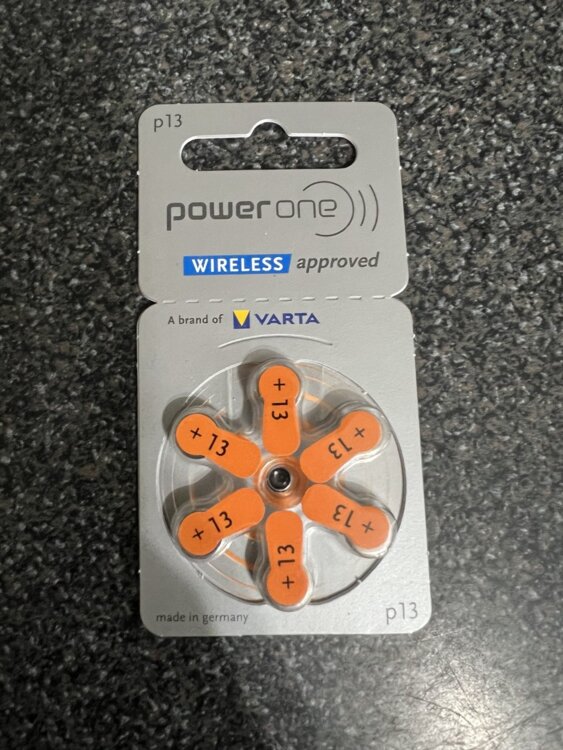 p13
power one
WIRELESS approved
A brand of VARTA
+ 13
+ 13
+ 13
+ 13
+ 13
+ 13
made in germany
p13